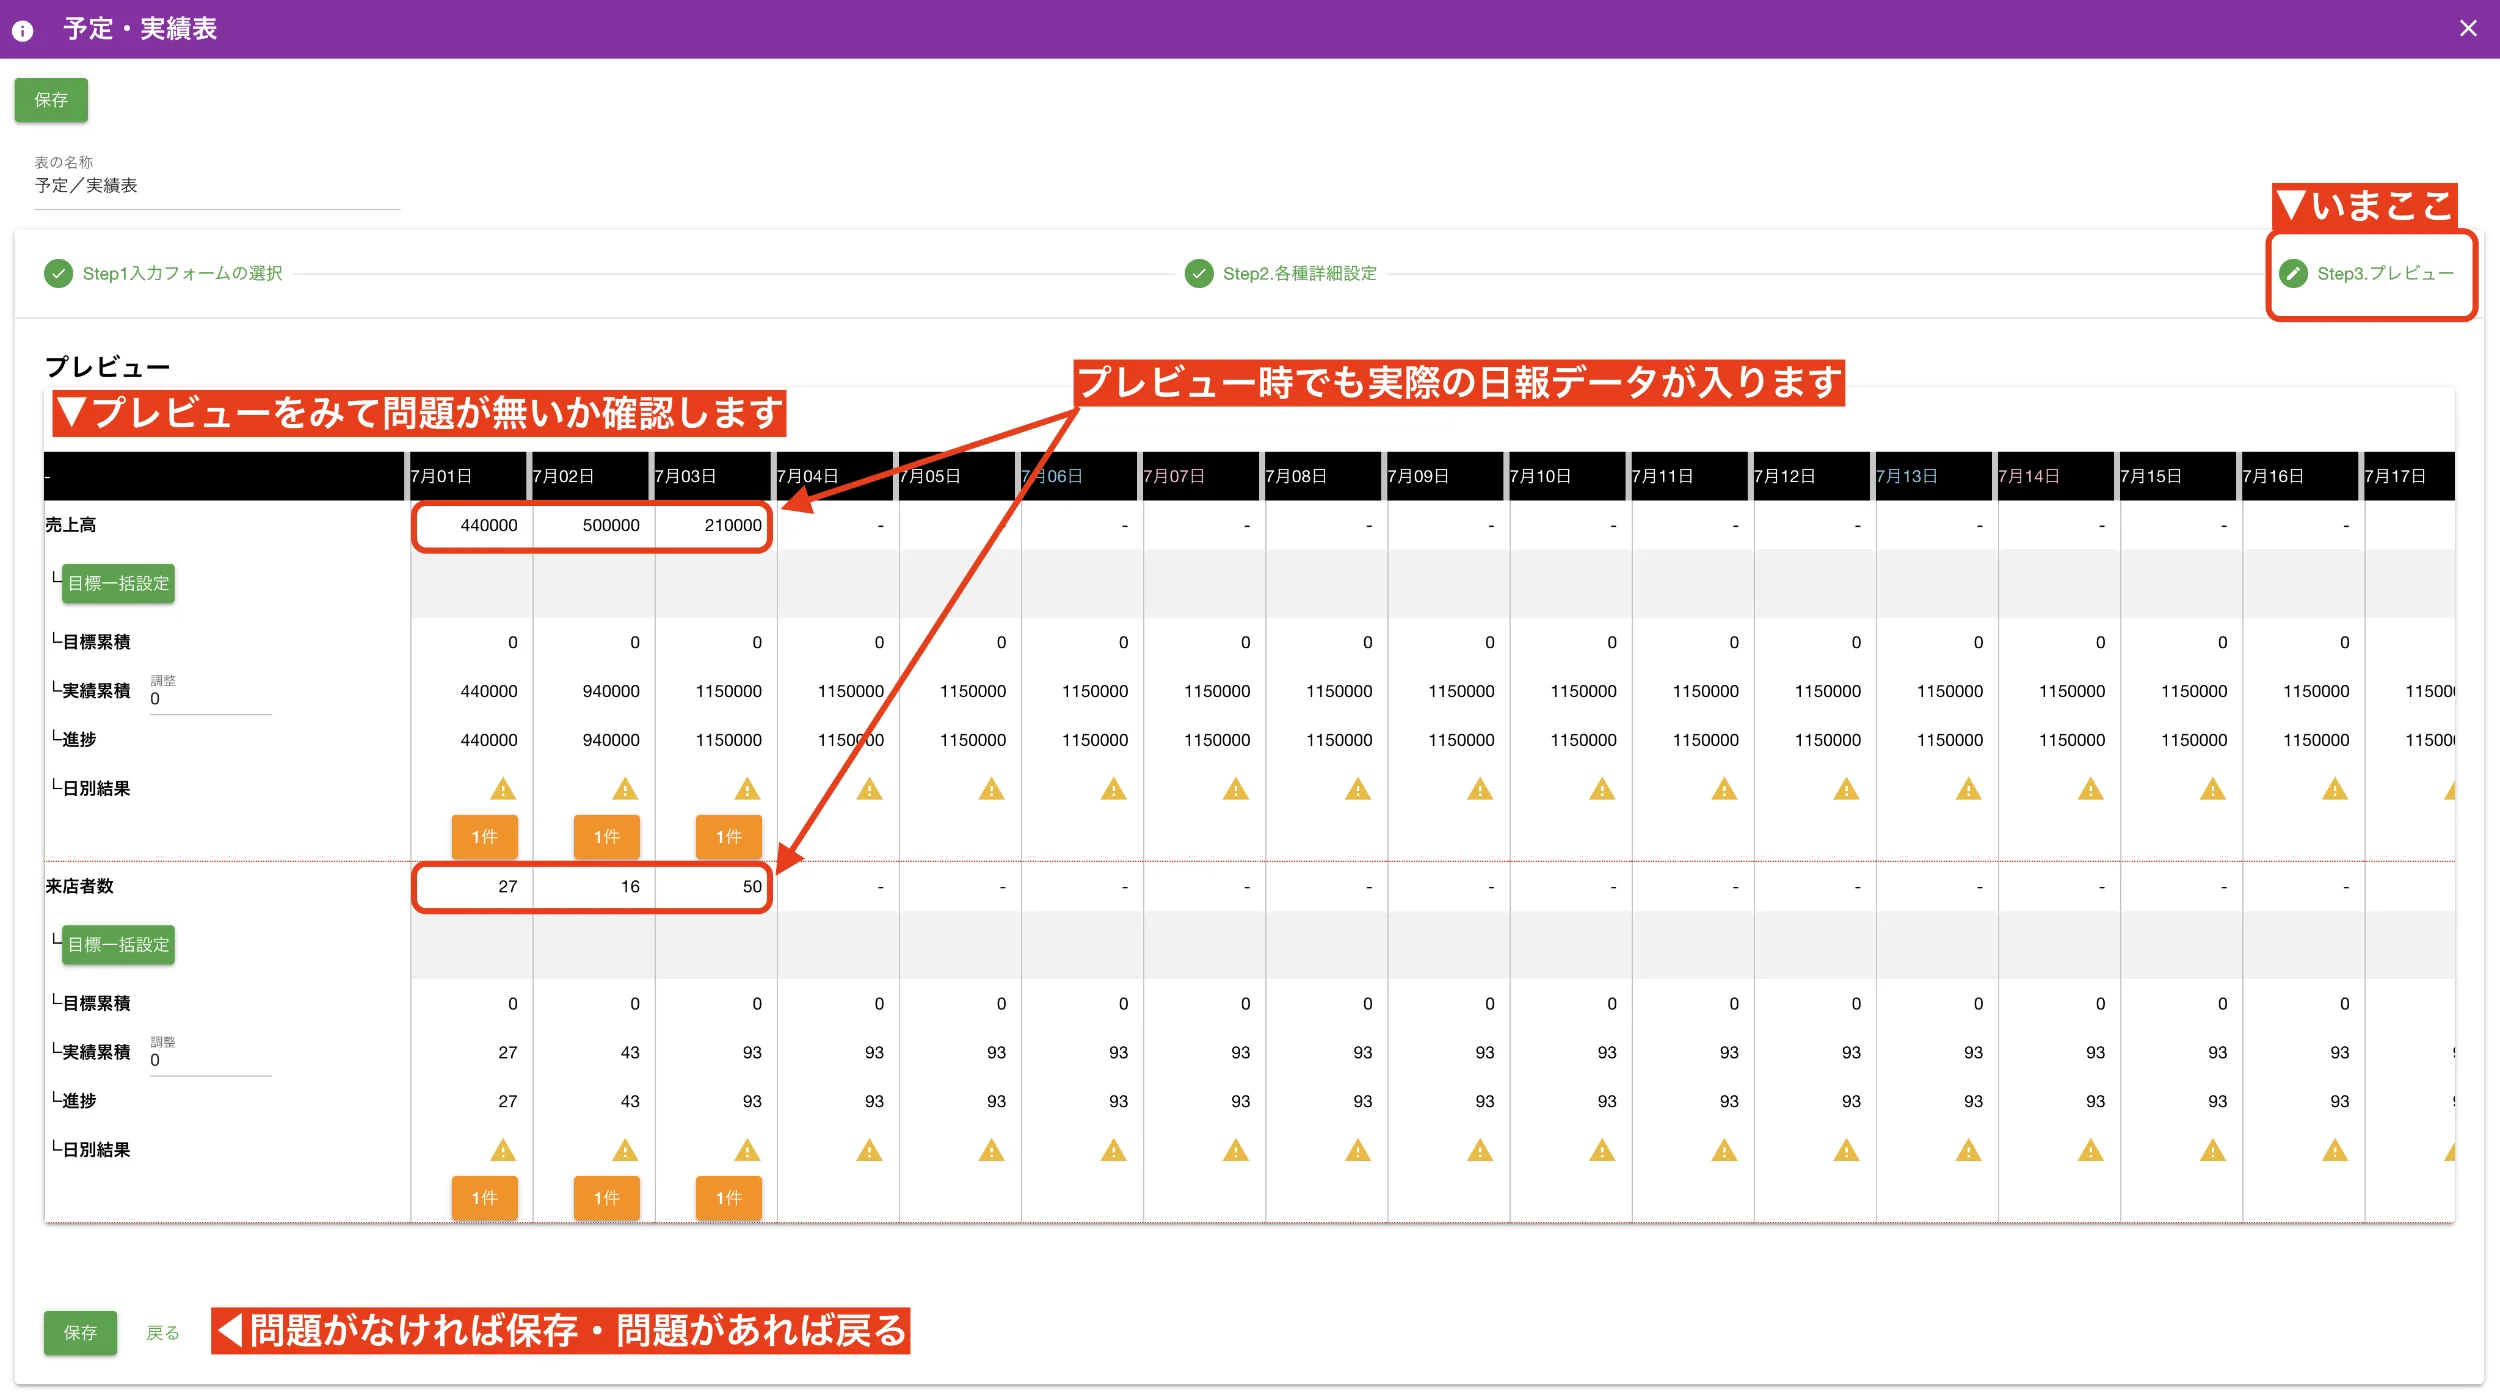 予定・実績表
保存
表の名称
予定／実績表
▼いまここ
Step1入力フォームの選択 Step2.各種詳細設定 Step3.プレビュー
プレビュー
プレビュー時でも実際の日報データが入ります
▼プレビューをみて問題が無いか確認します
- 7月01日 7月02日 7月03日 7月04日 7月05日 7月06日 7月07日 7月08日 7月09日 7月10日 7月11日 7月12日 7月13日 7月14日 7月15日 7月16日 7月17日
売上高 440000 500000 210000 - - - - - - - - - - - - -
└目標一括設定
└目標累積 0 0 0 0 0 0 0 0 0 0 0 0 0 0 0 0
└実績累積 調整 0 440000 940000 1150000 1150000 1150000 1150000 1150000 1150000 1150000 1150000 1150000 1150000 1150000 1150000 1150000 1150000
└進捗 440000 940000 1150000 1150000 1150000 1150000 1150000 1150000 1150000 1150000 1150000 1150000 1150000 1150000 1150000 1150000
└日別結果
1件 1件 1件
来店者数 27 16 50 - - - - - - - - - - - - -
└目標一括設定
└目標累積 0 0 0 0 0 0 0 0 0 0 0 0 0 0 0 0
└実績累積 調整 0 27 43 93 93 93 93 93 93 93 93 93 93 93 93 93 93
└進捗 27 43 93 93 93 93 93 93 93 93 93 93 93 93 93 93
└日別結果
1件 1件 1件
保存 戻る ◀問題がなければ保存・問題があれば戻る